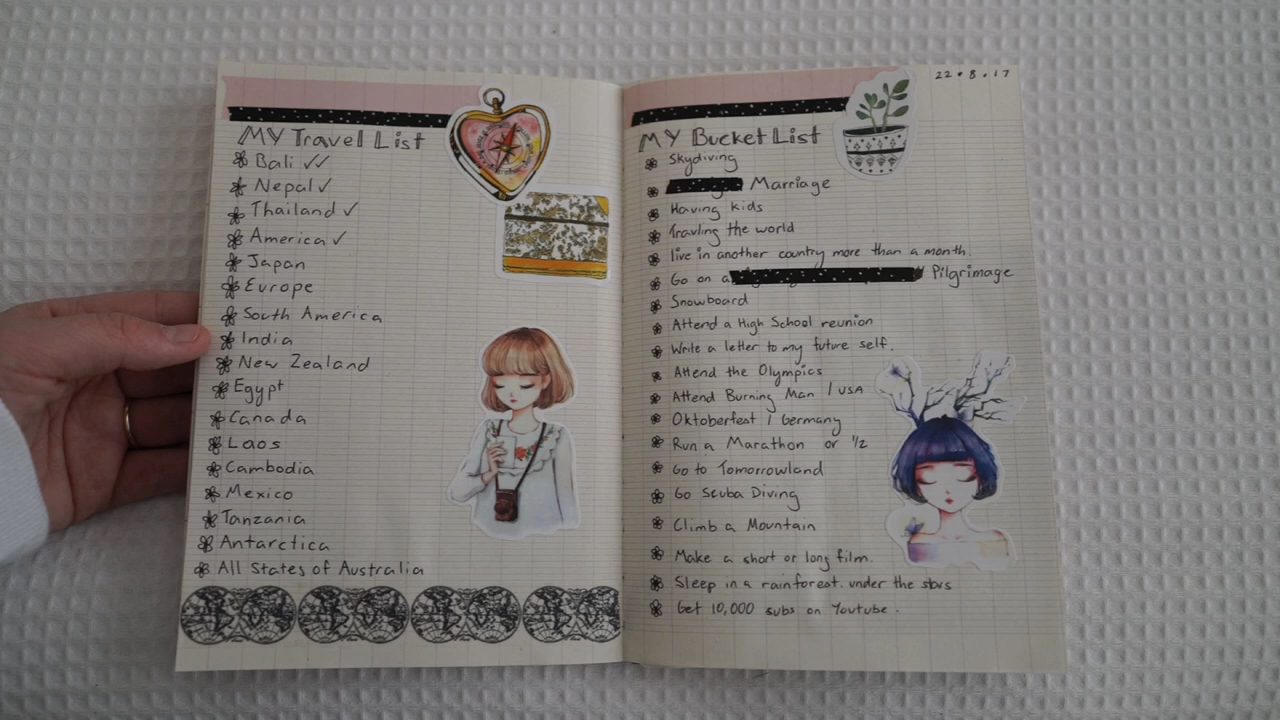 MY Travel List
Bali ✓✓
Nepal ✓
Thailand ✓
America ✓
Japan
Europe
South America
India
New Zealand
Egypt
Canada
Laos
Cambodia
Mexico
Tanzania
Antarctica
All States of Australia
22 • 8 • 17
MY Bucket List
Skydiving
Marriage
Having kids
Travling the world
live in another country more than a month.
Go on a Pilgrimage
Snowboard
Attend a High School reunion
Write a letter to my future self.
Attend the Olympics
Attend Burning Man / USA
Oktoberfest / Germany
Run a Marathon or ½
Go to Tomorrowland
Go Scuba Diving
Climb a Mountain
Make a short or long film.
Sleep in a rainforest. under the stars
Get 10,000 subs on Youtube.